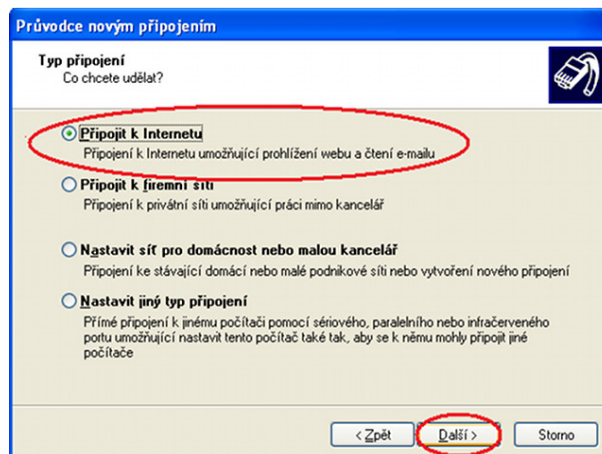 Průvodce novým připojením
Typ připojení
Co chcete udělat?
Připojit k Internetu
Připojení k Internetu umožňující prohlížení webu a čtení e-mailu
Připojit k firemní síti
Připojení k privátní síti umožňující práci mimo kancelář
Nastavit síť pro domácnost nebo malou kancelář
Připojení ke stávající domácí nebo malé podnikové síti nebo vytvoření nového připojení
Nastavit jiný typ připojení
Přímé připojení k jinému počítači pomocí sériového, paralelního nebo infračerveného
portu umožňující nastavit tento počítač také tak, aby se k němu mohly připojit jiné
počítače
< Zpět
Další >
Storno